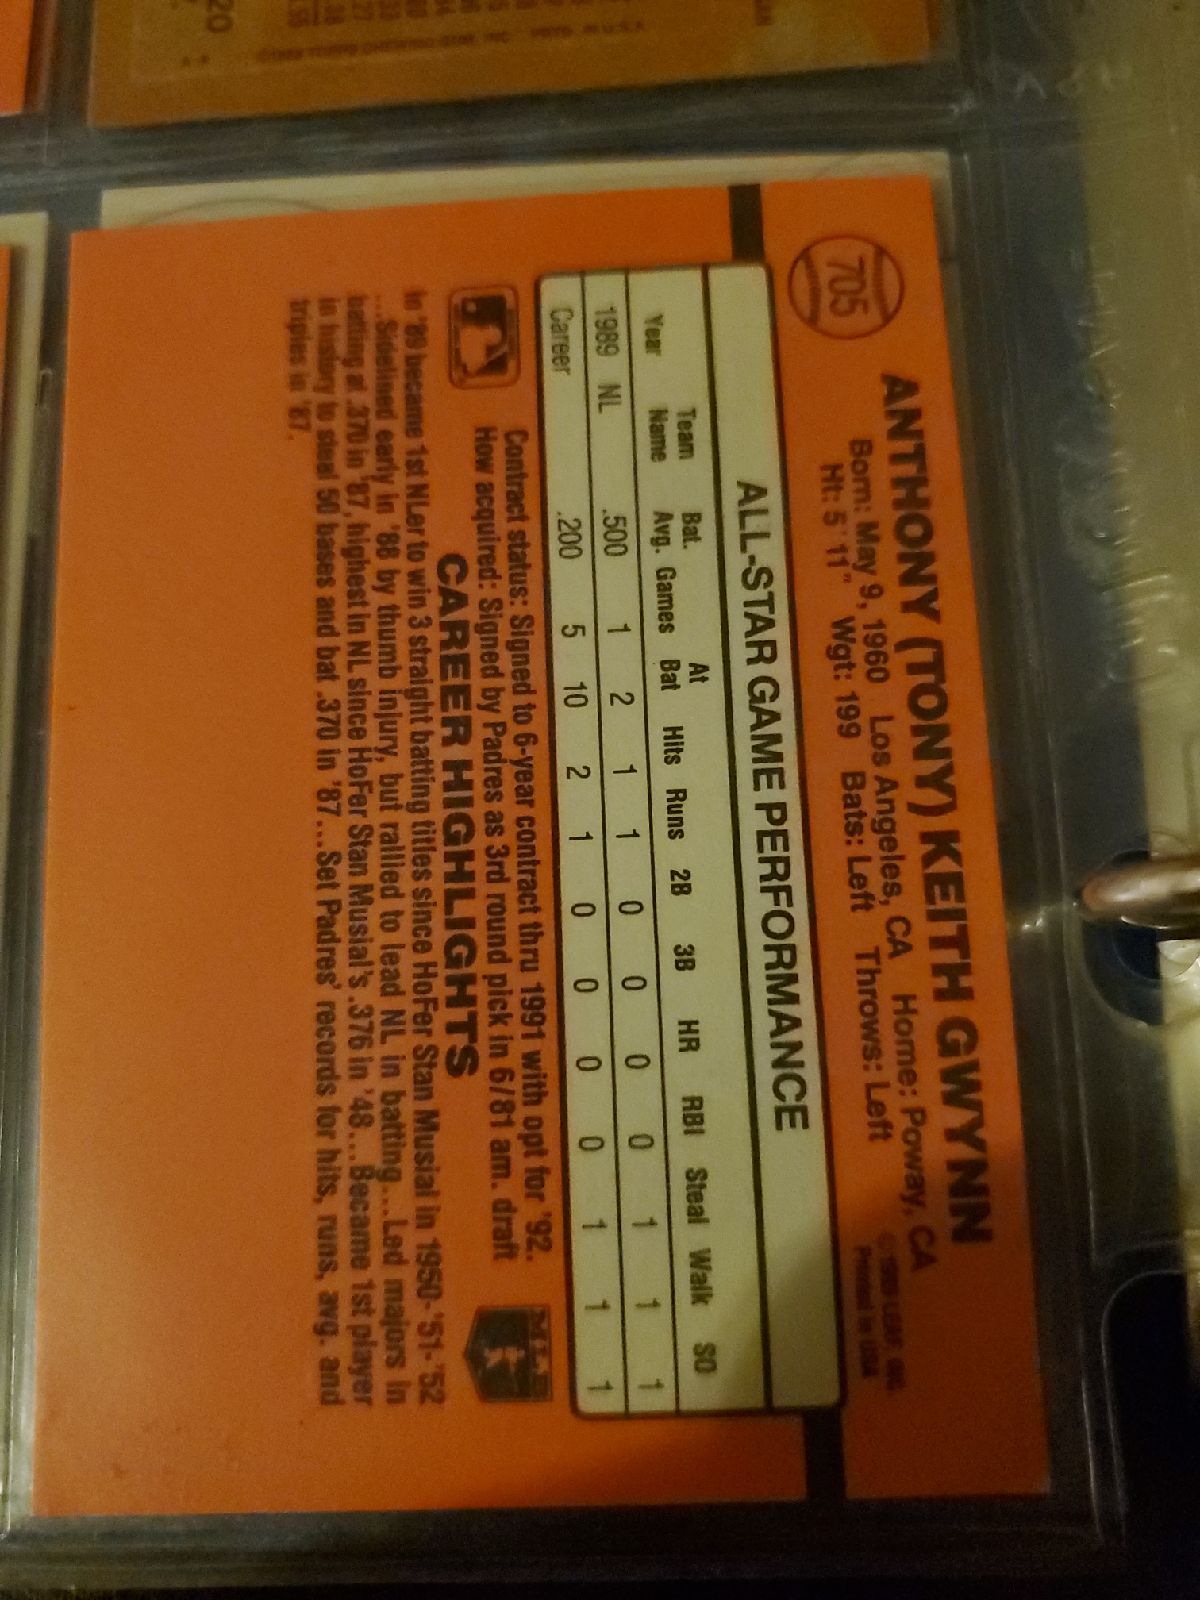 705
ANTHONY (TONY) KEITH GWYNN
Born: May 9, 1960 Los Angeles, CA Home: Poway, CA
Ht: 5' 11" Wgt: 199 Bats: Left Throws: Left
LEAF, INC.
Printed in USA
ALL-STAR GAME PERFORMANCE
Year Team Name Bat. Avg. Games At Bat Hits Runs 2B 3B HR RBI Steal Walk SO
1989 NL .500 1 2 1 1 0 0 0 0 1 1 1
Career .200 5 10 2 1 0 0 0 0 1 1 1
Contract status: Signed to 6-year contract thru 1991 with opt for '92.
How acquired: Signed by Padres as 3rd round pick in 6/81 am. draft
CAREER HIGHLIGHTS
In '89 became 1st NLer to win 3 straight batting titles since HoFer Stan Musial in 1950-'51-'52
...Sidelined early in '88 by thumb injury, but rallied to lead NL in batting...Led majors in
batting at .370 in '87, highest in NL since HoFer Stan Musial's .376 in '48...Became 1st player
in history to steal 50 bases and bat .370 in '87...Set Padres' records for hits, runs, avg. and
triples in '87.
20